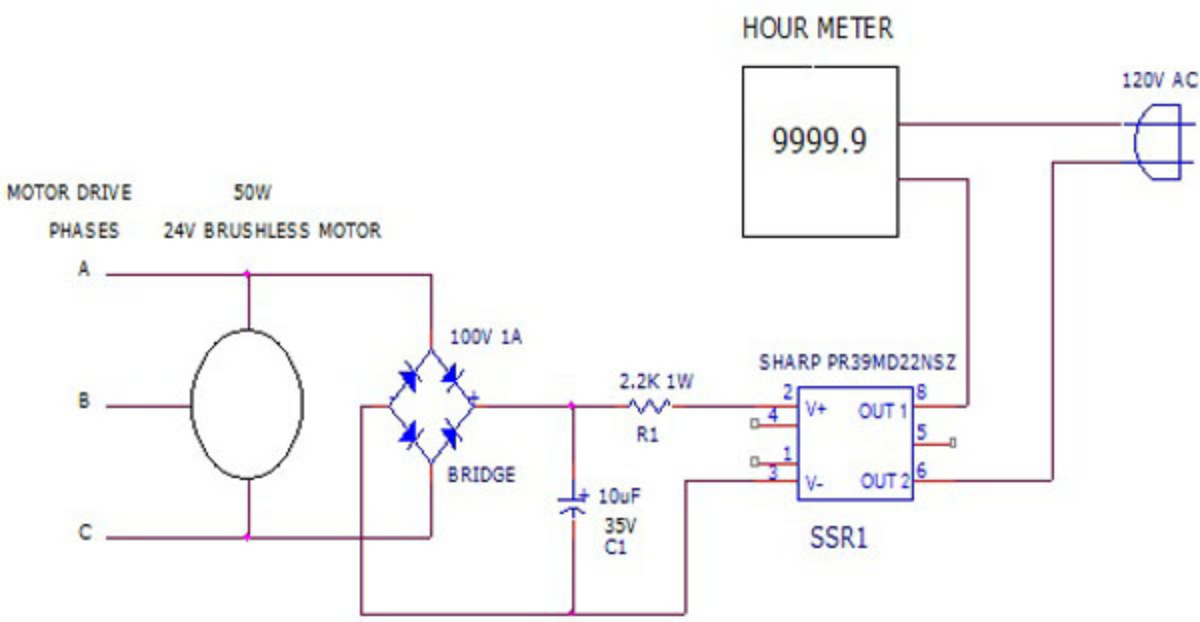 HOUR METER
120V AC
9999.9
MOTOR DRIVE
PHASES
50W
24V BRUSHLESS MOTOR
A
B
C
100V 1A
+
BRIDGE
2.2K 1W
R1
+
10uF
35V
C1
SHARP PR39MD22NSZ
2
4
1
3
V+
V-
OUT 1
OUT 2
8
5
6
SSR1